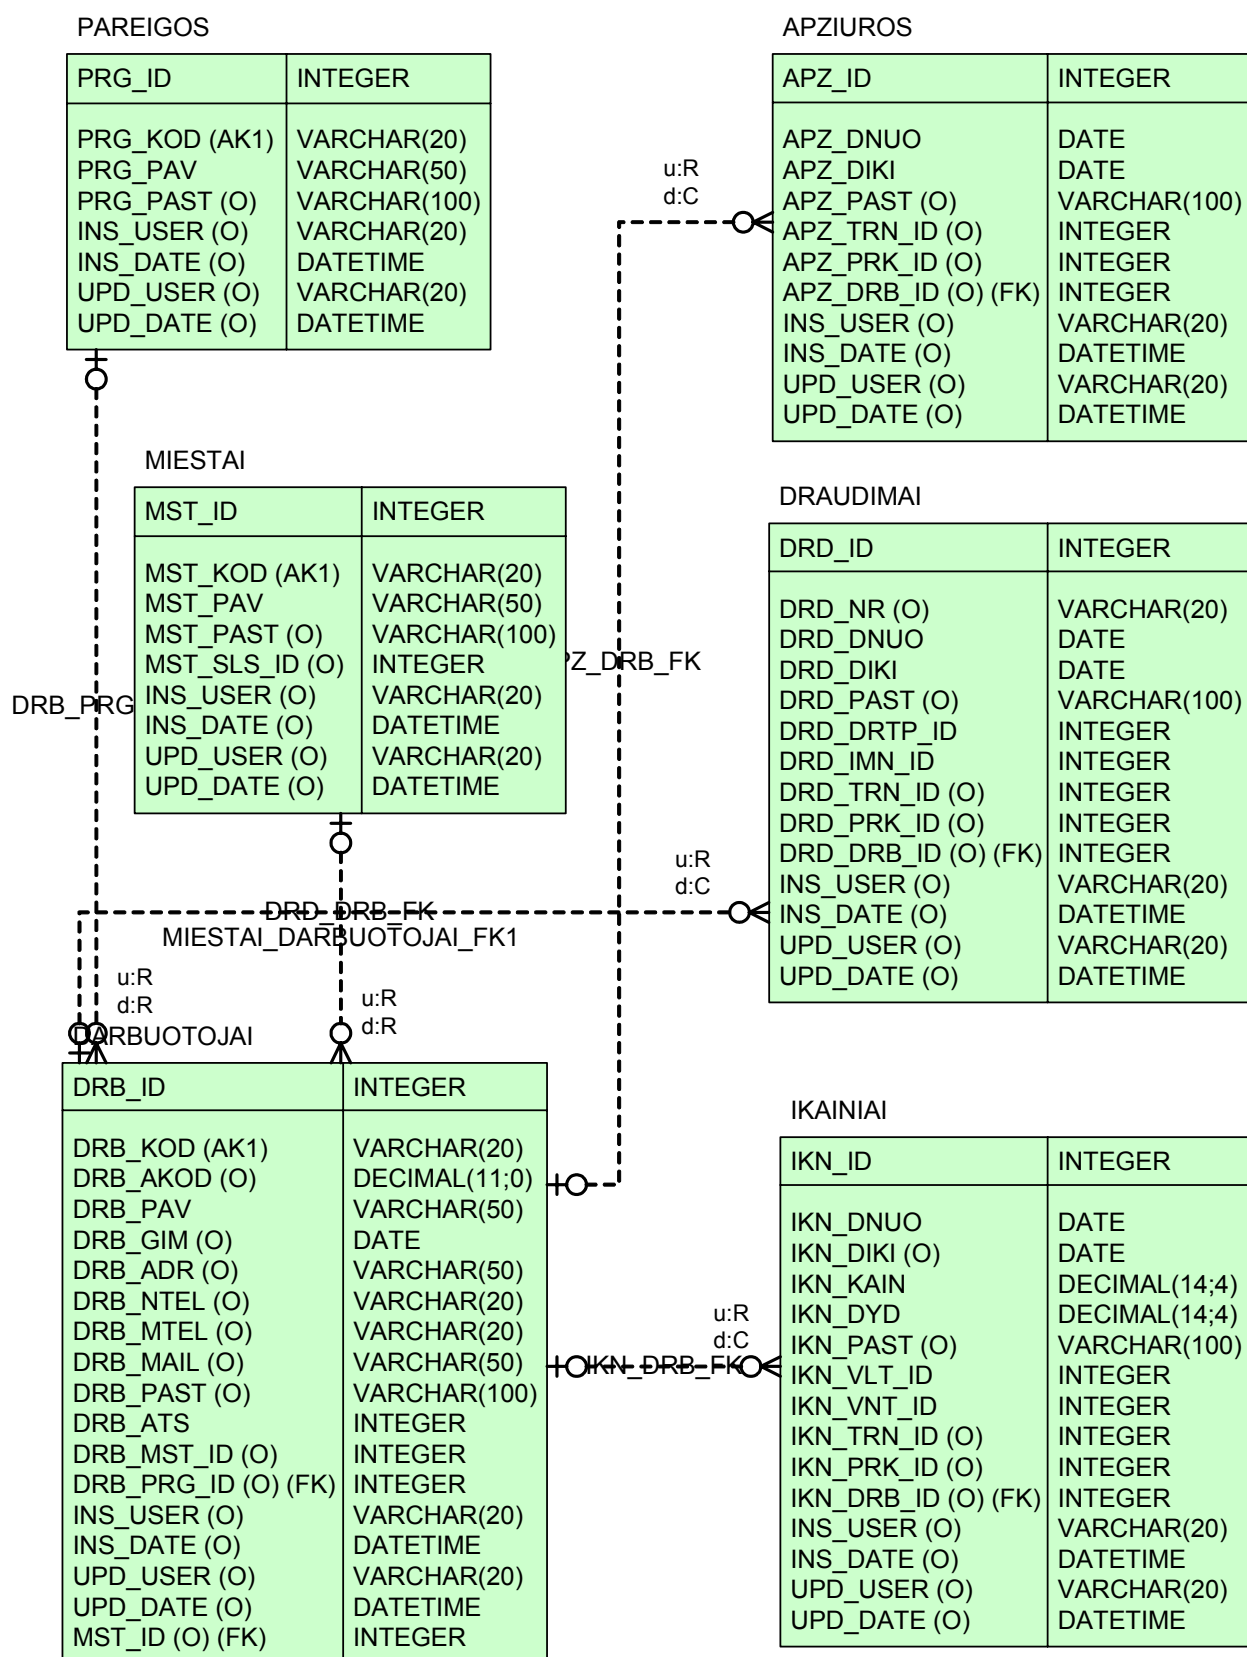 PAREIGOS
PRG_ID INTEGER
PRG_KOD (AK1) VARCHAR(20)
PRG_PAV VARCHAR(50)
PRG_PAST (O) VARCHAR(100)
INS_USER (O) VARCHAR(20)
INS_DATE (O) DATETIME
UPD_USER (O) VARCHAR(20)
UPD_DATE (O) DATETIME
APZIUROS
APZ_ID INTEGER
APZ_DNUO DATE
APZ_DIKI DATE
APZ_PAST (O) VARCHAR(100)
APZ_TRN_ID (O) INTEGER
APZ_PRK_ID (O) INTEGER
APZ_DRB_ID (O) (FK) INTEGER
INS_USER (O) VARCHAR(20)
INS_DATE (O) DATETIME
UPD_USER (O) VARCHAR(20)
UPD_DATE (O) DATETIME
u:R
d:C
MIESTAI
MST_ID INTEGER
MST_KOD (AK1) VARCHAR(20)
MST_PAV VARCHAR(50)
MST_PAST (O) VARCHAR(100)
MST_SLS_ID (O) INTEGER
INS_USER (O) VARCHAR(20)
INS_DATE (O) DATETIME
UPD_USER (O) VARCHAR(20)
UPD_DATE (O) DATETIME
Z_DRB_FK
DRB_PRG
DRAUDIMAI
DRD_ID INTEGER
DRD_NR (O) VARCHAR(20)
DRD_DNUO DATE
DRD_DIKI DATE
DRD_PAST (O) VARCHAR(100)
DRD_DRTP_ID INTEGER
DRD_IMN_ID INTEGER
DRD_TRN_ID (O) INTEGER
DRD_PRK_ID (O) INTEGER
DRD_DRB_ID (O) (FK) INTEGER
INS_USER (O) VARCHAR(20)
INS_DATE (O) DATETIME
UPD_USER (O) VARCHAR(20)
UPD_DATE (O) DATETIME
u:R
d:C
DRD_DRB_FK
MIESTAI_DARBUOTOJAI_FK1
u:R
d:R
u:R
d:R
DARBUOTOJAI
DRB_ID INTEGER
DRB_KOD (AK1) VARCHAR(20)
DRB_AKOD (O) DECIMAL(11;0)
DRB_PAV VARCHAR(50)
DRB_GIM (O) DATE
DRB_ADR (O) VARCHAR(50)
DRB_NTEL (O) VARCHAR(20)
DRB_MTEL (O) VARCHAR(20)
DRB_MAIL (O) VARCHAR(50)
DRB_PAST (O) VARCHAR(100)
DRB_ATS INTEGER
DRB_MST_ID (O) INTEGER
DRB_PRG_ID (O) (FK) INTEGER
INS_USER (O) VARCHAR(20)
INS_DATE (O) DATETIME
UPD_USER (O) VARCHAR(20)
UPD_DATE (O) DATETIME
MST_ID (O) (FK) INTEGER
u:R
d:C
IKN_DRB_FK
IKAINIAI
IKN_ID INTEGER
IKN_DNUO DATE
IKN_DIKI (O) DATE
IKN_KAIN DECIMAL(14;4)
IKN_DYD DECIMAL(14;4)
IKN_PAST (O) VARCHAR(100)
IKN_VLT_ID INTEGER
IKN_VNT_ID INTEGER
IKN_TRN_ID (O) INTEGER
IKN_PRK_ID (O) INTEGER
IKN_DRB_ID (O) (FK) INTEGER
INS_USER (O) VARCHAR(20)
INS_DATE (O) DATETIME
UPD_USER (O) VARCHAR(20)
UPD_DATE (O) DATETIME